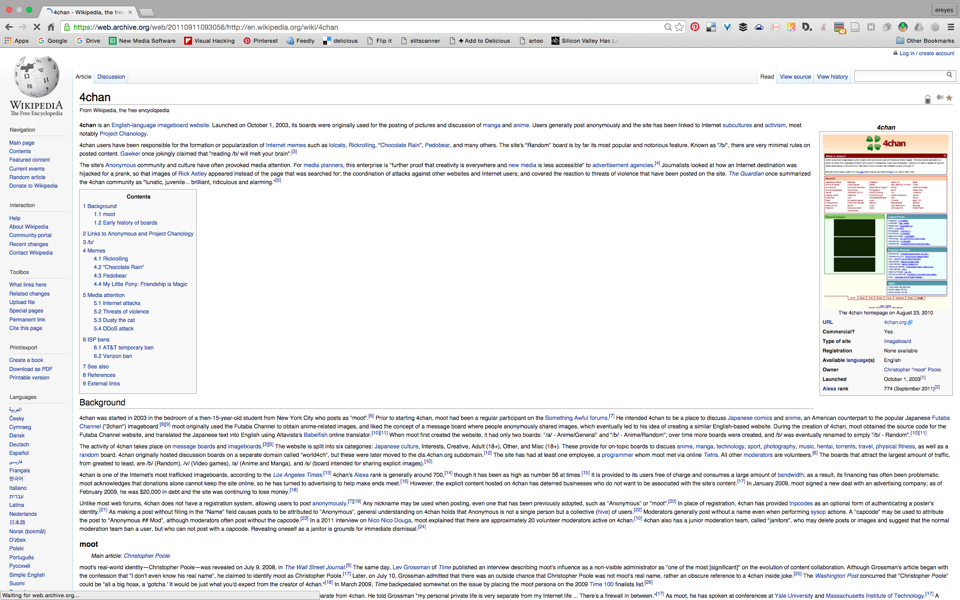 4chan - Wikipedia, the free
ereyes
https://web.archive.org/web/20110911093056/http://en.wikipedia.org/wiki/4chan
Apps Google Drive New Media Software Visual Hacking Pinterest Feedly delicious Flip it slitscanner + Add to Delicious artoo Silicon Valley Has Other Bookmarks
Log in / create account
Article Discussion Read View source View history
WIKIPEDIA
The Free Encyclopedia
Navigation
Main page
Contents
Featured content
Current events
Random article
Donate to Wikipedia
Interaction
Help
About Wikipedia
Community portal
Recent changes
Contact Wikipedia
Toolbox
What links here
Related changes
Upload file
Special pages
Permanent link
Cite this page
Print/export
Create a book
Download as PDF
Printable version
Languages
العربية
Česky
Cymraeg
Dansk
Deutsch
Español
فارسی
Français
한국어
Italiano
עברית
Latina
Nederlands
日本語
Norsk (bokmål)
O'zbek
Polski
Português
Русский
Simple English
Suomi
4chan
From Wikipedia, the free encyclopedia
4chan is an English-language imageboard website. Launched on October 1, 2003, its boards were originally used for the posting of pictures and discussion of manga and anime. Users generally post anonymously and the site has been linked to Internet subcultures and activism, most
notably Project Chanology.
4chan users have been responsible for the formation or popularization of Internet memes such as lolcats, Rickrolling, "Chocolate Rain", Pedobear, and many others. The site's "Random" board is by far its most popular and notorious feature. Known as "/b/", there are very minimal rules on
posted content. Gawker once jokingly claimed that "reading /b/ will melt your brain".[3]
The site's Anonymous community and culture have often provoked media attention. For media planners, this enterprise is "further proof that creativity is everywhere and new media is less accessible" to advertisement agencies.[4] Journalists looked at how an Internet destination was
hijacked for a prank, so that images of Rick Astley appeared instead of the page that was searched for; the coordination of attacks against other websites and Internet users; and covered the reaction to threats of violence that have been posted on the site. The Guardian once summarized
the 4chan community as "lunatic, juvenile... brilliant, ridiculous and alarming."[5]
Contents
1 Background
1.1 moot
1.2 Early history of boards
2 Links to Anonymous and Project Chanology
3 /b/
4 Memes
4.1 Rickrolling
4.2 "Chocolate Rain"
4.3 Pedobear
4.4 My Little Pony: Friendship is Magic
5 Media attention
5.1 Internet attacks
5.2 Threats of violence
5.3 Dusty the cat
5.4 DDoS attack
6 ISP bans
6.1 AT&T temporary ban
6.2 Verizon ban
7 See also
8 References
9 External links
4chan
4chan
The 4chan homepage on August 23, 2010
URL 4chan.org
Commercial? Yes
Type of site Imageboard
Registration None available
Available language(s) English
Owner Christopher "moot" Poole
Launched October 1, 2003[1]
Alexa rank 774 (September 2011)[2]
Background
4chan was started in 2003 in the bedroom of a then-15-year-old student from New York City who posts as "moot".[6] Prior to starting 4chan, moot had been a regular participant on the Something Awful forums.[7] He intended 4chan to be a place to discuss Japanese comics and anime, an American counterpart to the popular Japanese Futaba
Channel ("2chan") imageboard.[8][9] moot originally used the Futaba Channel to obtain anime-related images, and liked the concept of a message board where people anonymously shared images, which eventually led to his idea of creating a similar English-based website. During the creation of 4chan, moot obtained the source code for the
Futaba Channel website, and translated the Japanese text into English using Altavista's Babelfish online translator.[10][11] When moot first created the website, it had only two boards: "/a/ - Anime/General" and "/b/ - Anime/Random"; over time more boards were created, and /b/ was eventually renamed to simply "/b/ - Random".[10][11]
The activity of 4chan takes place on message boards and imageboards.[3][9] The website is split into six categories: Japanese culture, Interests, Creative, Adult (18+), Other, and Misc (18+). These provide for on-topic boards to discuss anime, manga, technology, sport, photography, music, hentai, torrents, travel, physical fitness, as well as a
random board. 4chan originally hosted discussion boards on a separate domain called "world4ch", but these were later moved to the dis.4chan.org subdomain.[12] The site has had at least one employee, a programmer whom moot met via online Tetris. All other moderators are volunteers.[8] The boards that attract the largest amount of traffic,
from greatest to least, are /b/ (Random), /v/ (Video games), /a/ (Anime and Manga), and /s/ (board intended for sharing explicit images).[10]
4chan is one of the Internet's most trafficked imageboards, according to the Los Angeles Times.[13] 4chan's Alexa rank is generally around 700,[14] though it has been as high as number 56 at times.[15] It is provided to its users free of charge and consumes a large amount of bandwidth; as a result, its financing has often been problematic.
moot acknowledges that donations alone cannot keep the site online, so he has turned to advertising to help make ends meet.[16] However, the explicit content hosted on 4chan has deterred businesses who do not want to be associated with the site's content.[17] In January 2009, moot signed a new deal with an advertising company; as of
February 2009, he was $20,000 in debt and the site was continuing to lose money.[18]
Unlike most web forums, 4chan does not have a registration system, allowing users to post anonymously.[7][19] Any nickname may be used when posting, even one that has been previously adopted, such as "Anonymous" or "moot".[20] In place of registration, 4chan has provided tripcodes as an optional form of authenticating a poster's
identity.[21] As making a post without filling in the "Name" field causes posts to be attributed to "Anonymous", general understanding on 4chan holds that Anonymous is not a single person but a collective (hive) of users.[22] Moderators generally post without a name even when performing sysop actions. A "capcode" may be used to attribute
the post to "Anonymous ## Mod", although moderators often post without the capcode.[23] In a 2011 interview on Nico Nico Douga, moot explained that there are approximately 20 volunteer moderators active on 4chan.[10] 4chan also has a junior moderation team, called "janitors", who may delete posts or images and suggest that the normal
moderation team ban a user, but who can not post with a capcode. Revealing oneself as a janitor is grounds for immediate dismissal.[24]
moot
Main article: Christopher Poole
moot's real-world identity—Christopher Poole—was revealed on July 9, 2008, in The Wall Street Journal.[6] The same day, Lev Grossman of Time published an interview describing moot's influence as a non-visible administrator as "one of the most [significant]" on the evolution of content collaboration. Although Grossman's article began with
the confession that "I don't even know his real name", he claimed to identify moot as Christopher Poole.[17] Later, on July 10, Grossman admitted that there was an outside chance that Christopher Poole was not moot's real name, rather an obscure reference to a 4chan inside joke.[25] The Washington Post concurred that "Christopher Poole"
could be "all a big hoax, a 'gotcha.' It would be just what you'd expect from the creator of 4chan."[18] In March 2009, Time backpedaled somewhat on the issue by placing the moot persona on the 2009 Time 100 finalists list.[26]
Waiting for web.archive.org...
parate from 4chan. He told Grossman "my personal private life is very separate from my Internet life ... There's a firewall in between."[17] As moot, he has spoken at conferences at Yale University and Massachusetts Institute of Technology.[17] A